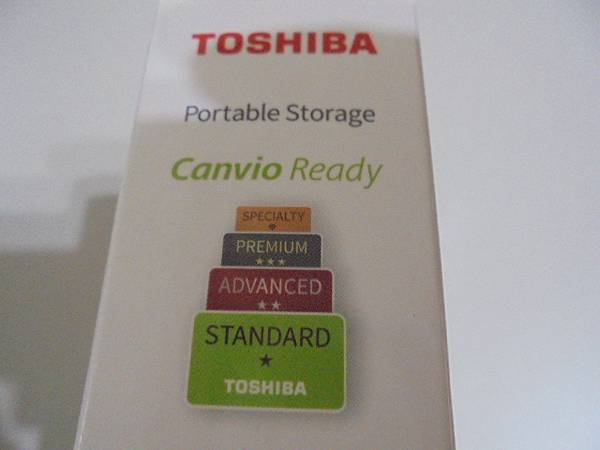 TOSHIBA
Portable Storage
Canvio Ready
SPECIALTY
PREMIUM
★★★
ADVANCED
★★
STANDARD
★
TOSHIBA